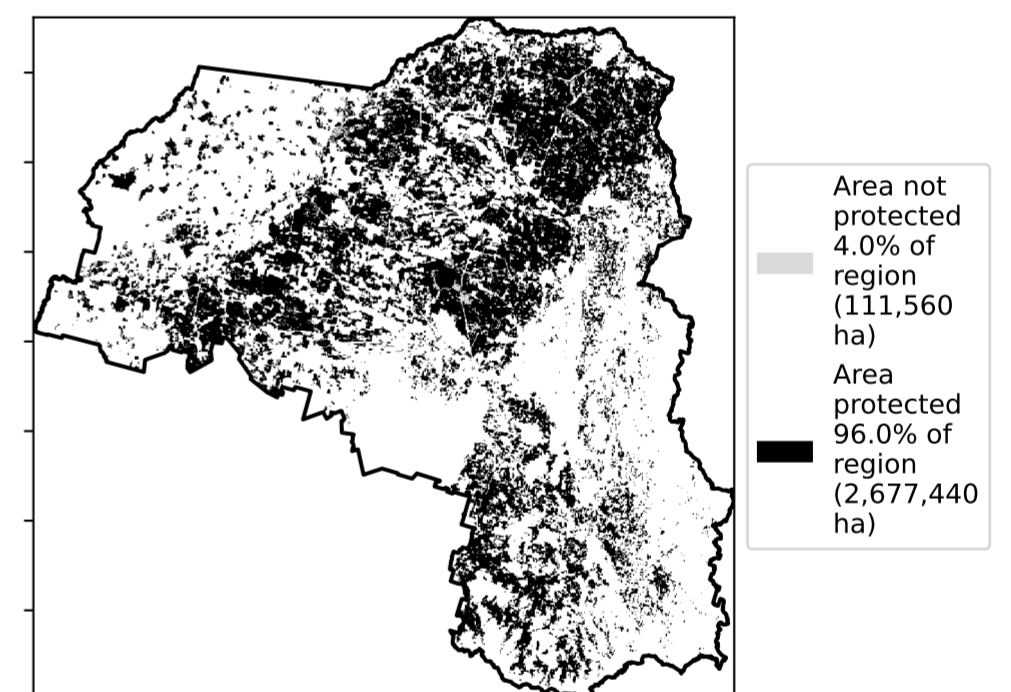 Area not
protected
4.0% of
region
(111,560
ha)
Area
protected
96.0% of
region
(2,677,440
ha)